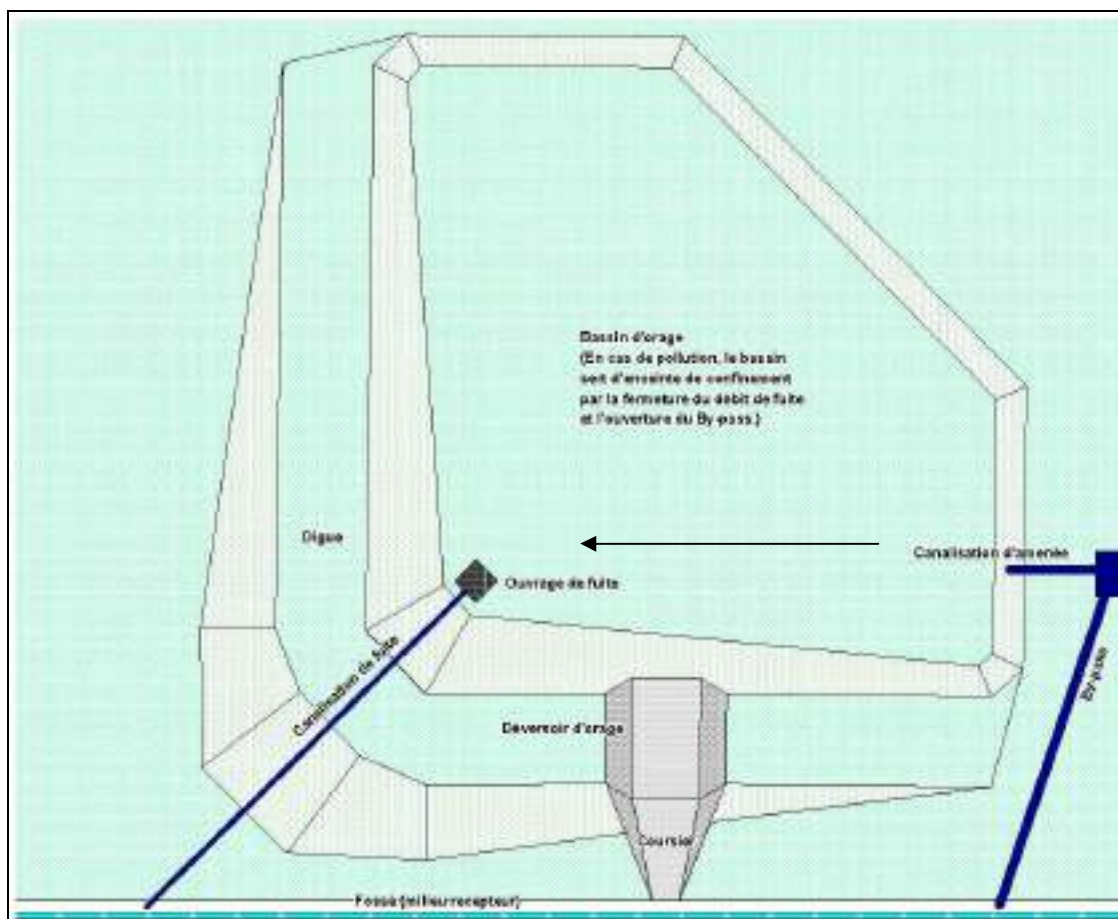 Bassin d'orage
(En cas de pollution, le bassin
sert d'enceinte de confinement
par la fermeture du débit de fuite
et l'ouverture du By-pass.)
Digue
Canalisation d'amenée
Ouvrage de fuite
Canalisation de fuite
By-pass
Déversoir d'orage
Coursier
Fossé (milieu recepteur)